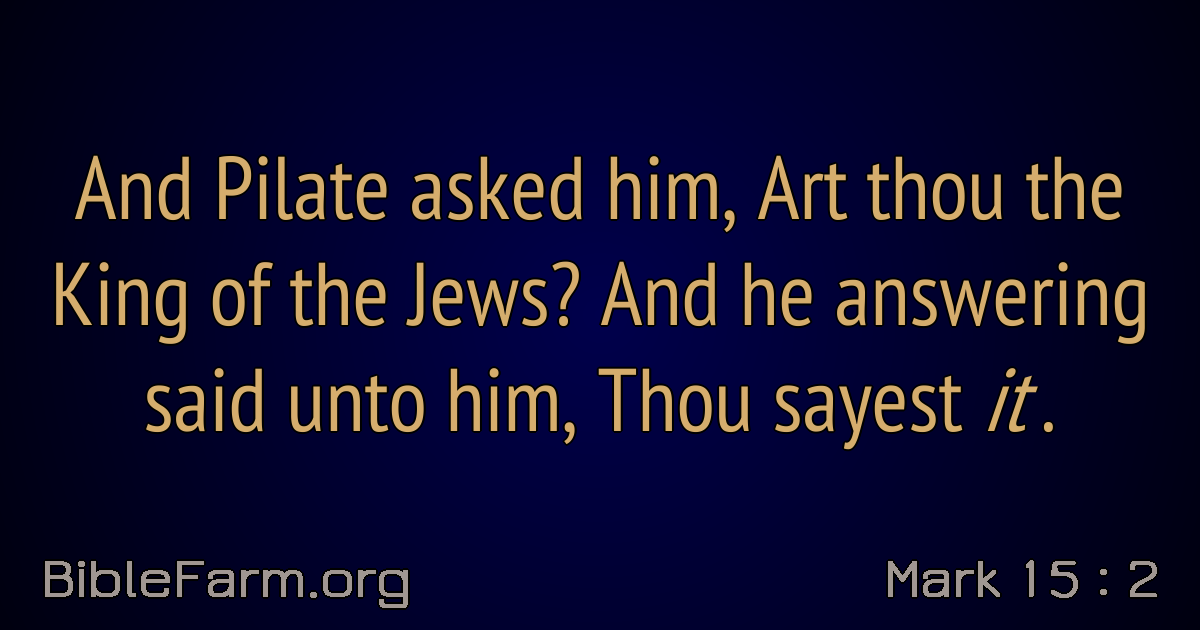 And Pilate asked him, Art thou the
King of the Jews? And he answering
said unto him, Thou sayest it.
BibleFarm.org
Mark 15 : 2